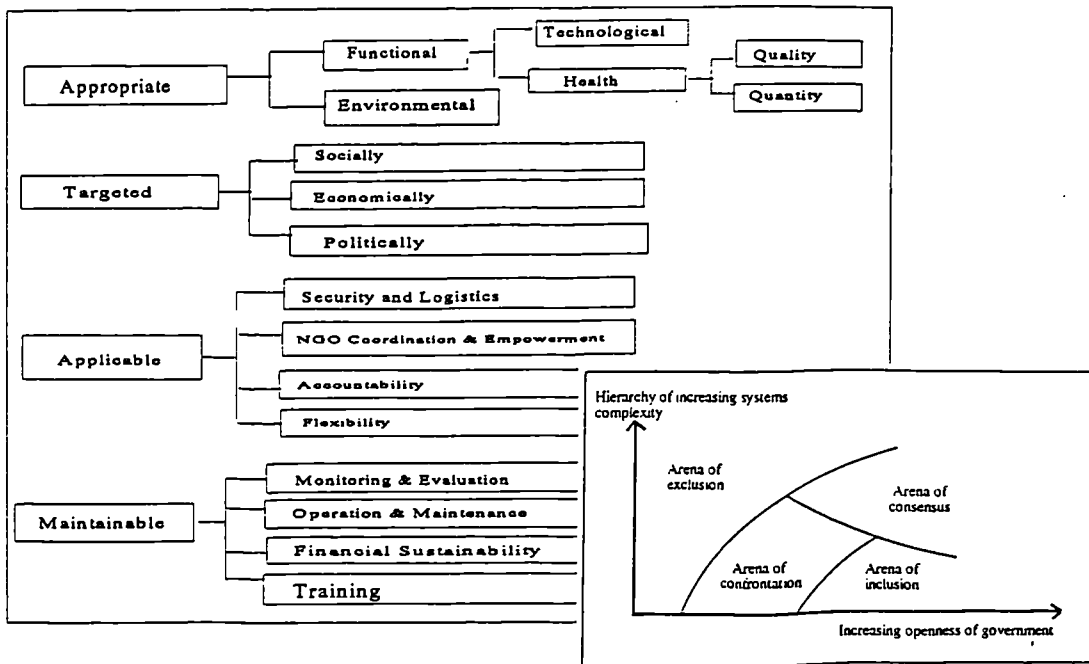 Appropriate
Functional
Environmental
Technological
Health
Quality
Quantity
Targeted
Socially
Economically
Politically
Applicable
Security and Logistics
NGO Coordination & Empowerment
Accountability
Flexibility
Maintainable
Monitoring & Evaluation
Operation & Maintenance
Financial Sustainability
Training
Hierarchy of increasing systems
complexity
Arena of
exclusion
Arena of
consensus
Arena of
confrontation
Arena of
inclusion
Increasing openness of government